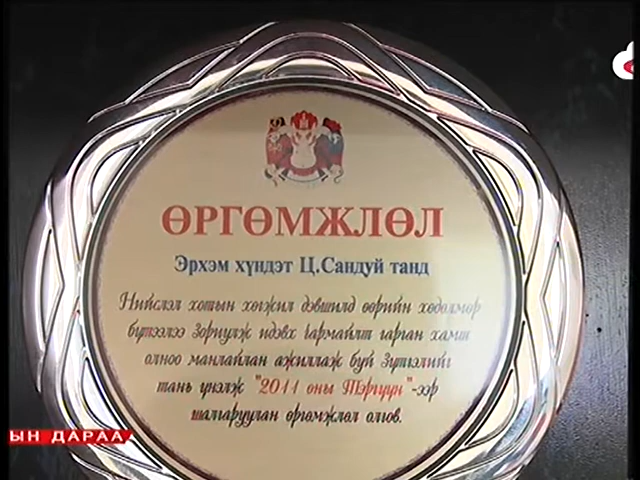 ӨРГӨМЖЛӨЛ
Эрхэм хүндэт Ц.Сандуй танд
Нийслэл хотын хөгжил дэвшилд өөрийн хөдөлмөр
бүтээлээ зориулж идэвх чармайлт гарган хамт
олноо манлайлан ажиллаж буй зүтгэлийг
тань үнэлж "2011 оны Тэргүүн"-ээр
шалгаруулан өргөмжлөл олгов.
ЫН ДАРАА